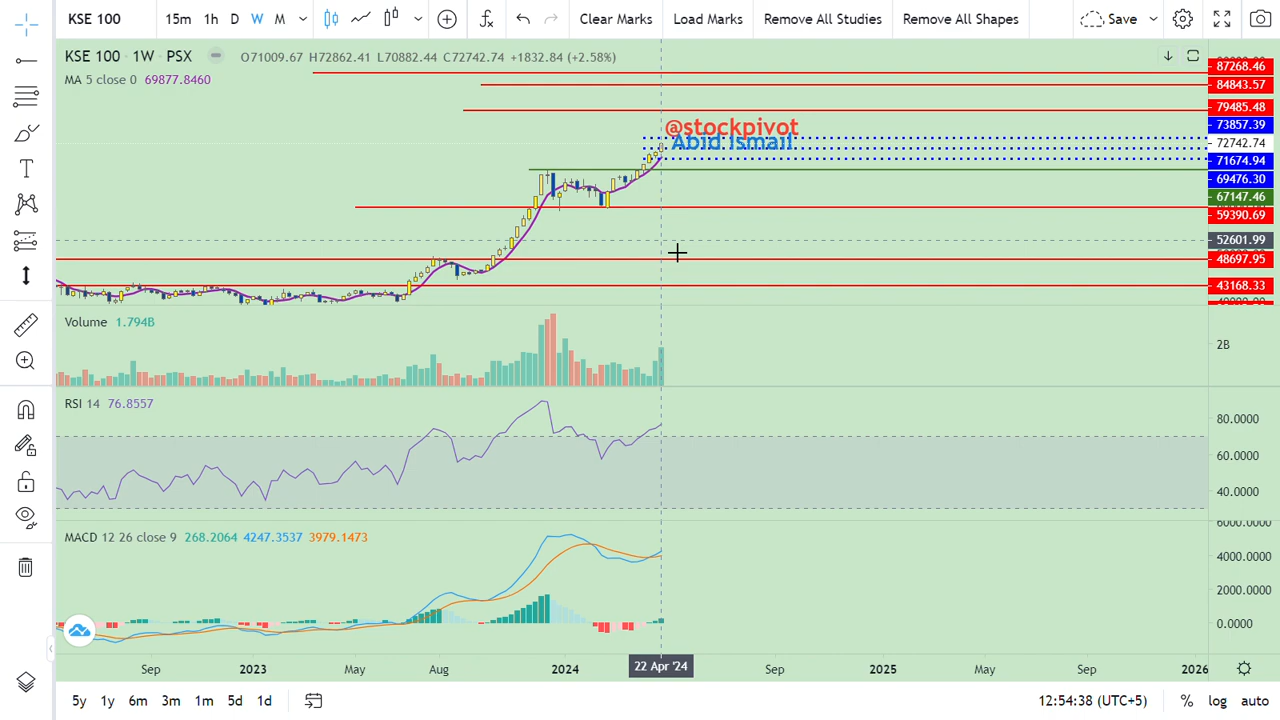 KSE 100 15m 1h D W M Clear Marks Load Marks Remove All Studies Remove All Shapes Save
KSE 100 1W PSX O71009.67 H72862.41 L70882.44 C72742.74 +1832.84 (+2.58%)
MA 5 close 0 69877.8460
87268.46
84843.57
79485.48
@stockpivot
73857.39
Abid Ismail
72742.74
71674.94
69476.30
67147.46
59390.69
52601.99
48697.95
43168.33
Volume 1.794B
2B
RSI 14 76.8557
80.0000
60.0000
40.0000
MACD 12 26 close 9 268.2064 4247.3537 3979.1473
6000.0000
4000.0000
2000.0000
0.0000
Sep 2023 May Aug 2024 22 Apr '24 Sep 2025 May Sep 2026
5y 1y 6m 3m 1m 5d 1d 12:54:38 (UTC+5) % log auto